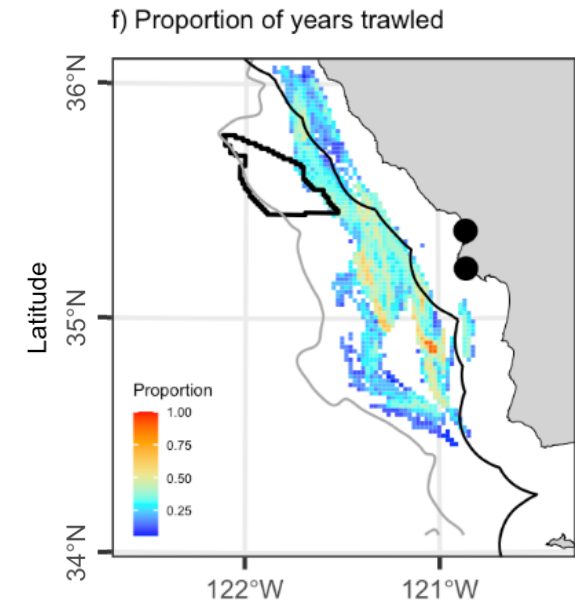 f) Proportion of years trawled
36°N
35°N
34°N
Latitude
Proportion
1.00
0.75
0.50
0.25
122°W
121°W